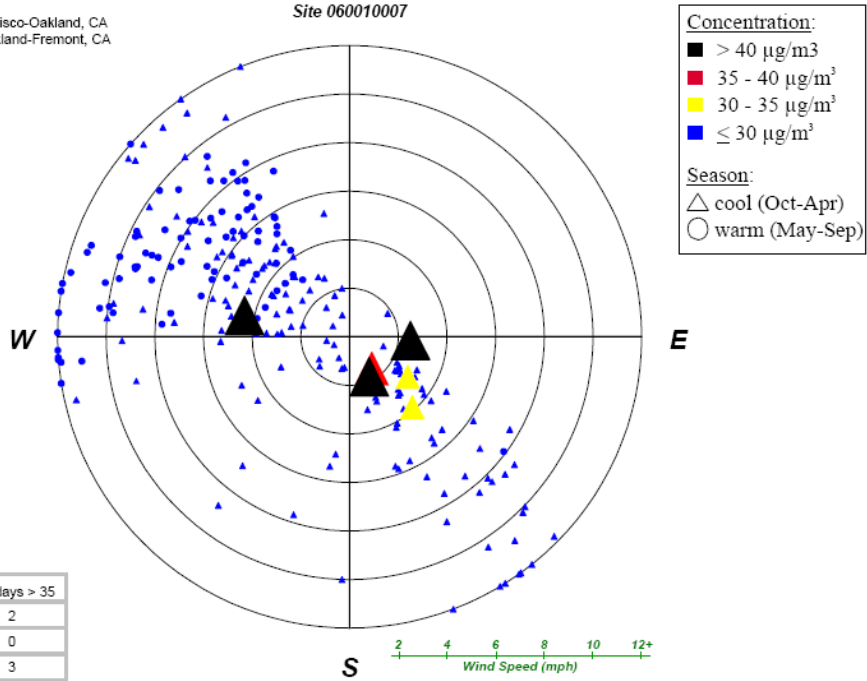 Site 060010007
isco-Oakland, CA
kland-Fremont, CA
Concentration:
> 40 µg/m3
35 - 40 µg/m³
30 - 35 µg/m³
≤ 30 µg/m³
Season:
cool (Oct-Apr)
warm (May-Sep)
W
E
S
days > 35
2
0
3
2 4 6 8 10 12+
Wind Speed (mph)